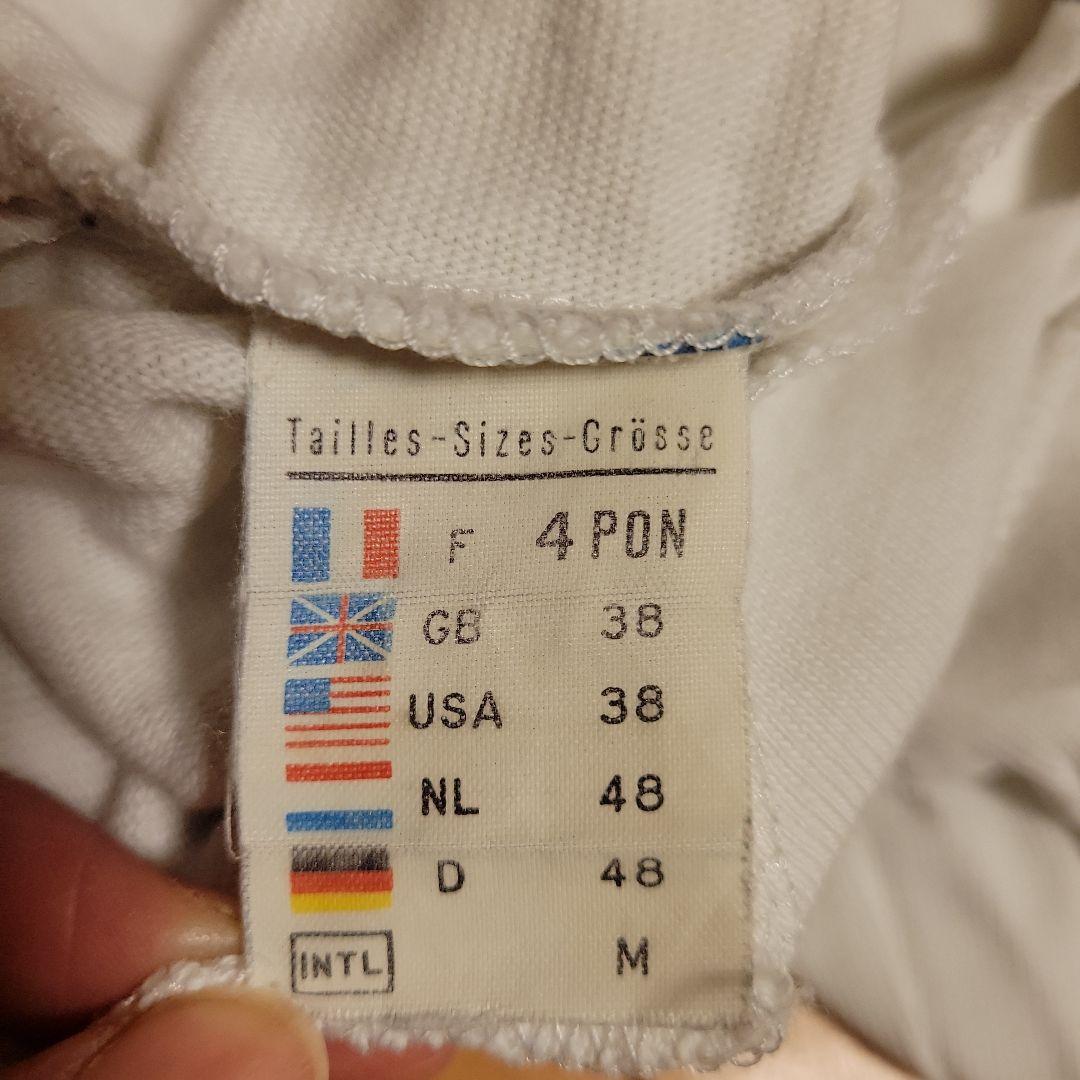 Tailles-Sizes-Grösse
F 4 PON
GB 38
USA 38
NL 48
D 48
INTL M